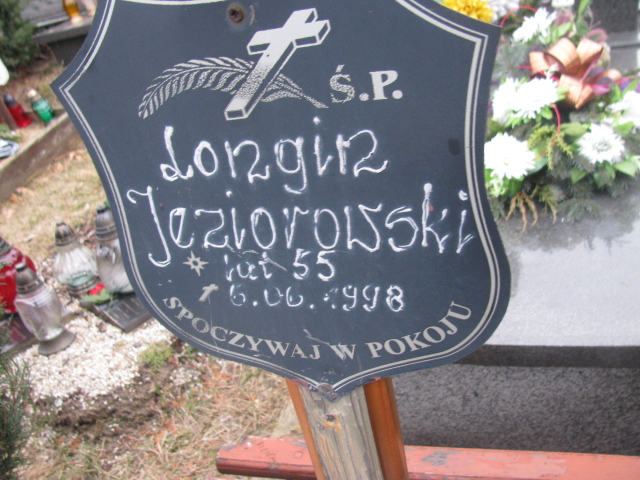 Ś.P.
Longin
Jeziorowski
lat 55
6.06.1998
SPOCZYWAJ W POKOJU